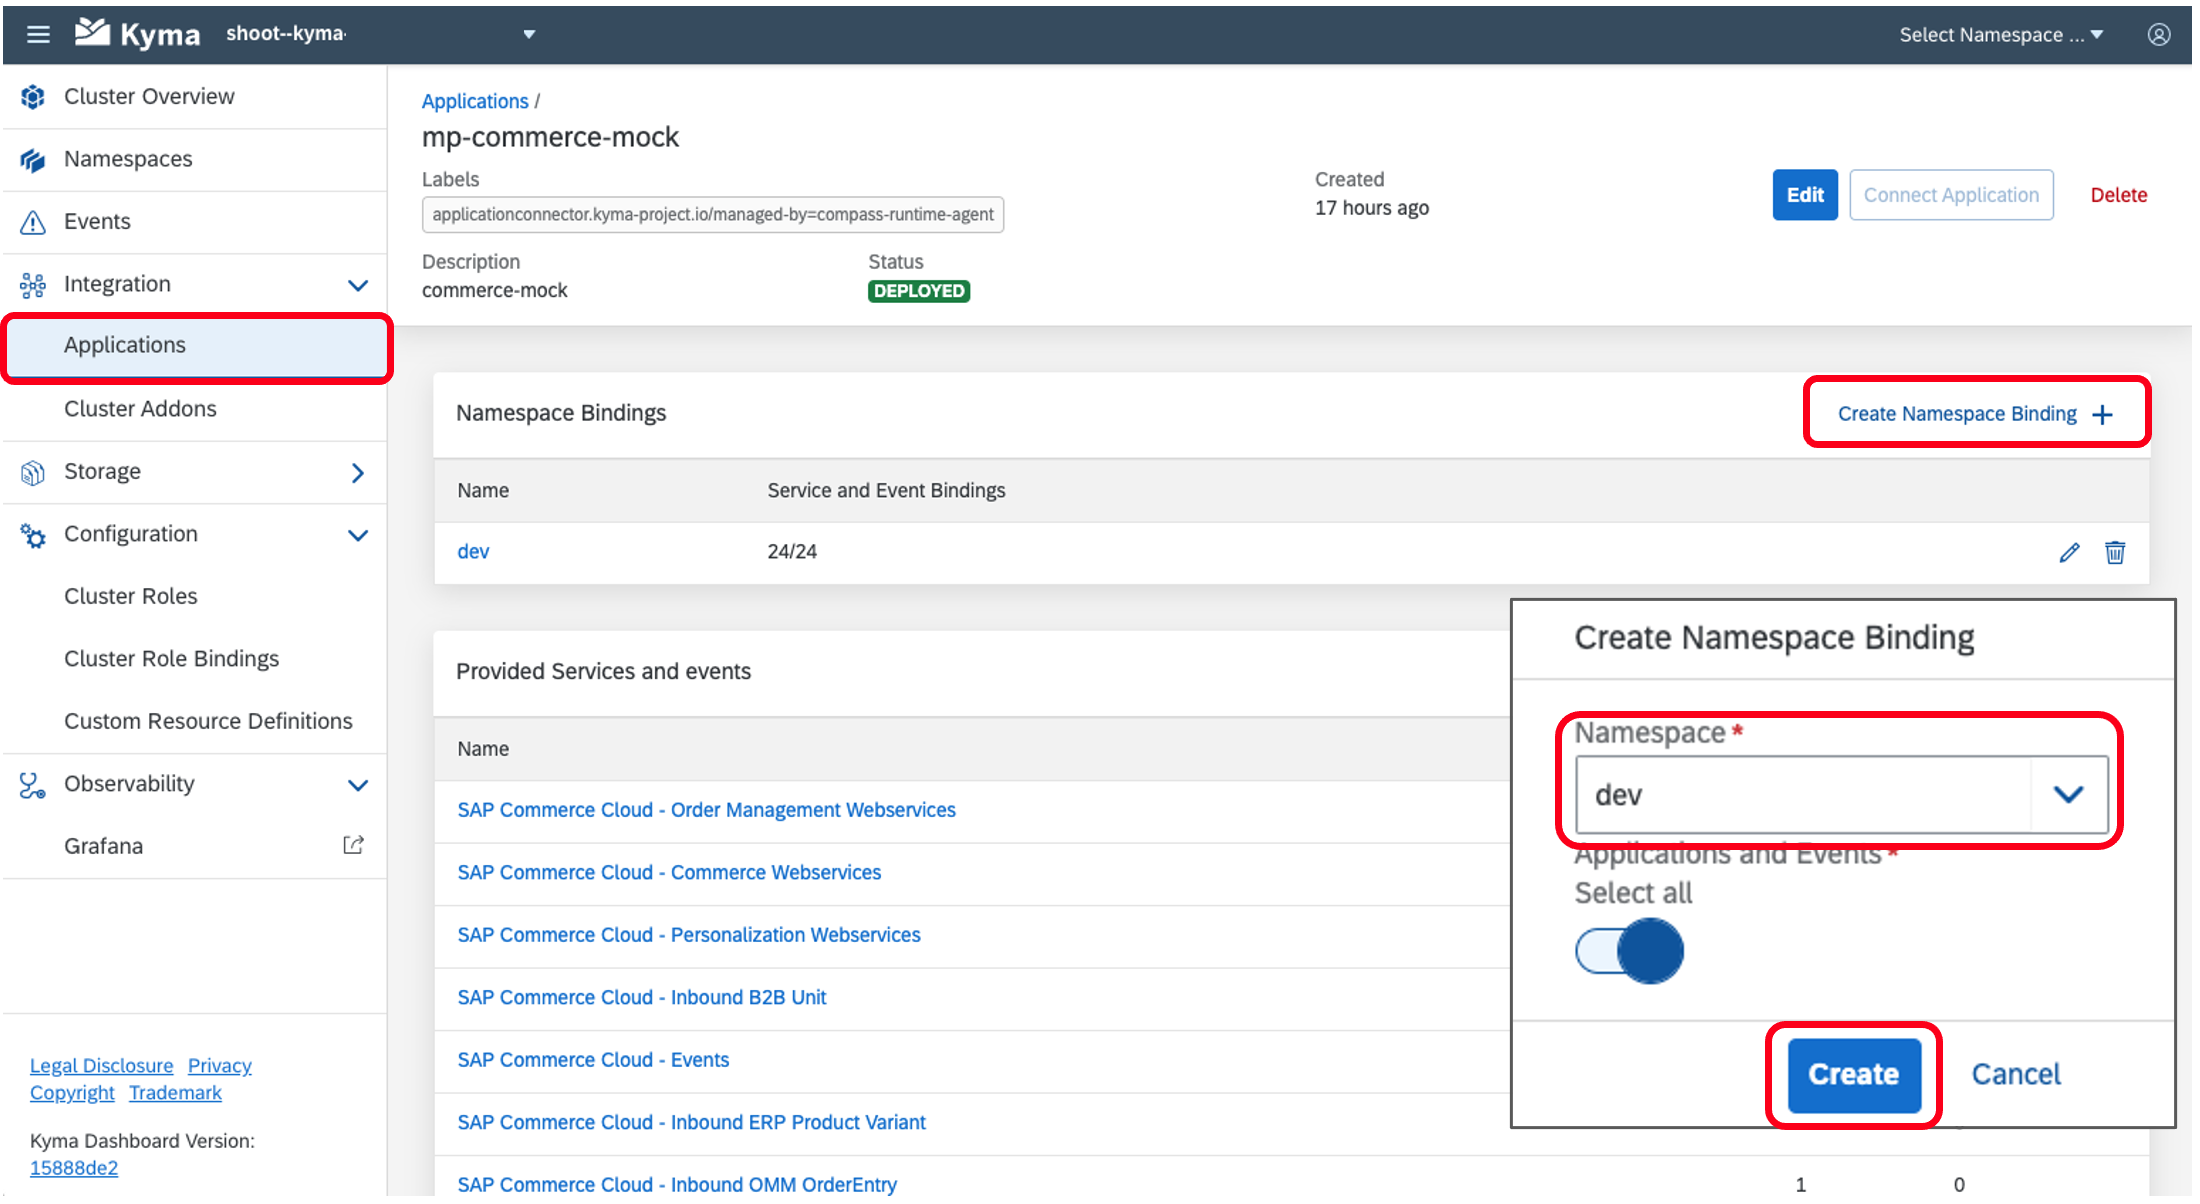 Kyma shoot--kyma- Select Namespace ...
Cluster Overview
Namespaces
Events
Integration
Applications
Cluster Addons
Storage
Configuration
Cluster Roles
Cluster Role Bindings
Custom Resource Definitions
Observability
Grafana
Legal Disclosure Privacy
Copyright Trademark
Kyma Dashboard Version:
15888de2
Applications /
mp-commerce-mock
Labels
applicationconnector.kyma-project.io/managed-by=compass-runtime-agent
Created
17 hours ago
Edit Connect Application Delete
Description
commerce-mock
Status
DEPLOYED
Namespace Bindings Create Namespace Binding +
Name Service and Event Bindings
dev 24/24
Provided Services and events
Name
SAP Commerce Cloud - Order Management Webservices
SAP Commerce Cloud - Commerce Webservices
SAP Commerce Cloud - Personalization Webservices
SAP Commerce Cloud - Inbound B2B Unit
SAP Commerce Cloud - Events
SAP Commerce Cloud - Inbound ERP Product Variant
SAP Commerce Cloud - Inbound OMM OrderEntry 1 0
Create Namespace Binding
Namespace *
dev
Applications and Events *
Select all
Create Cancel